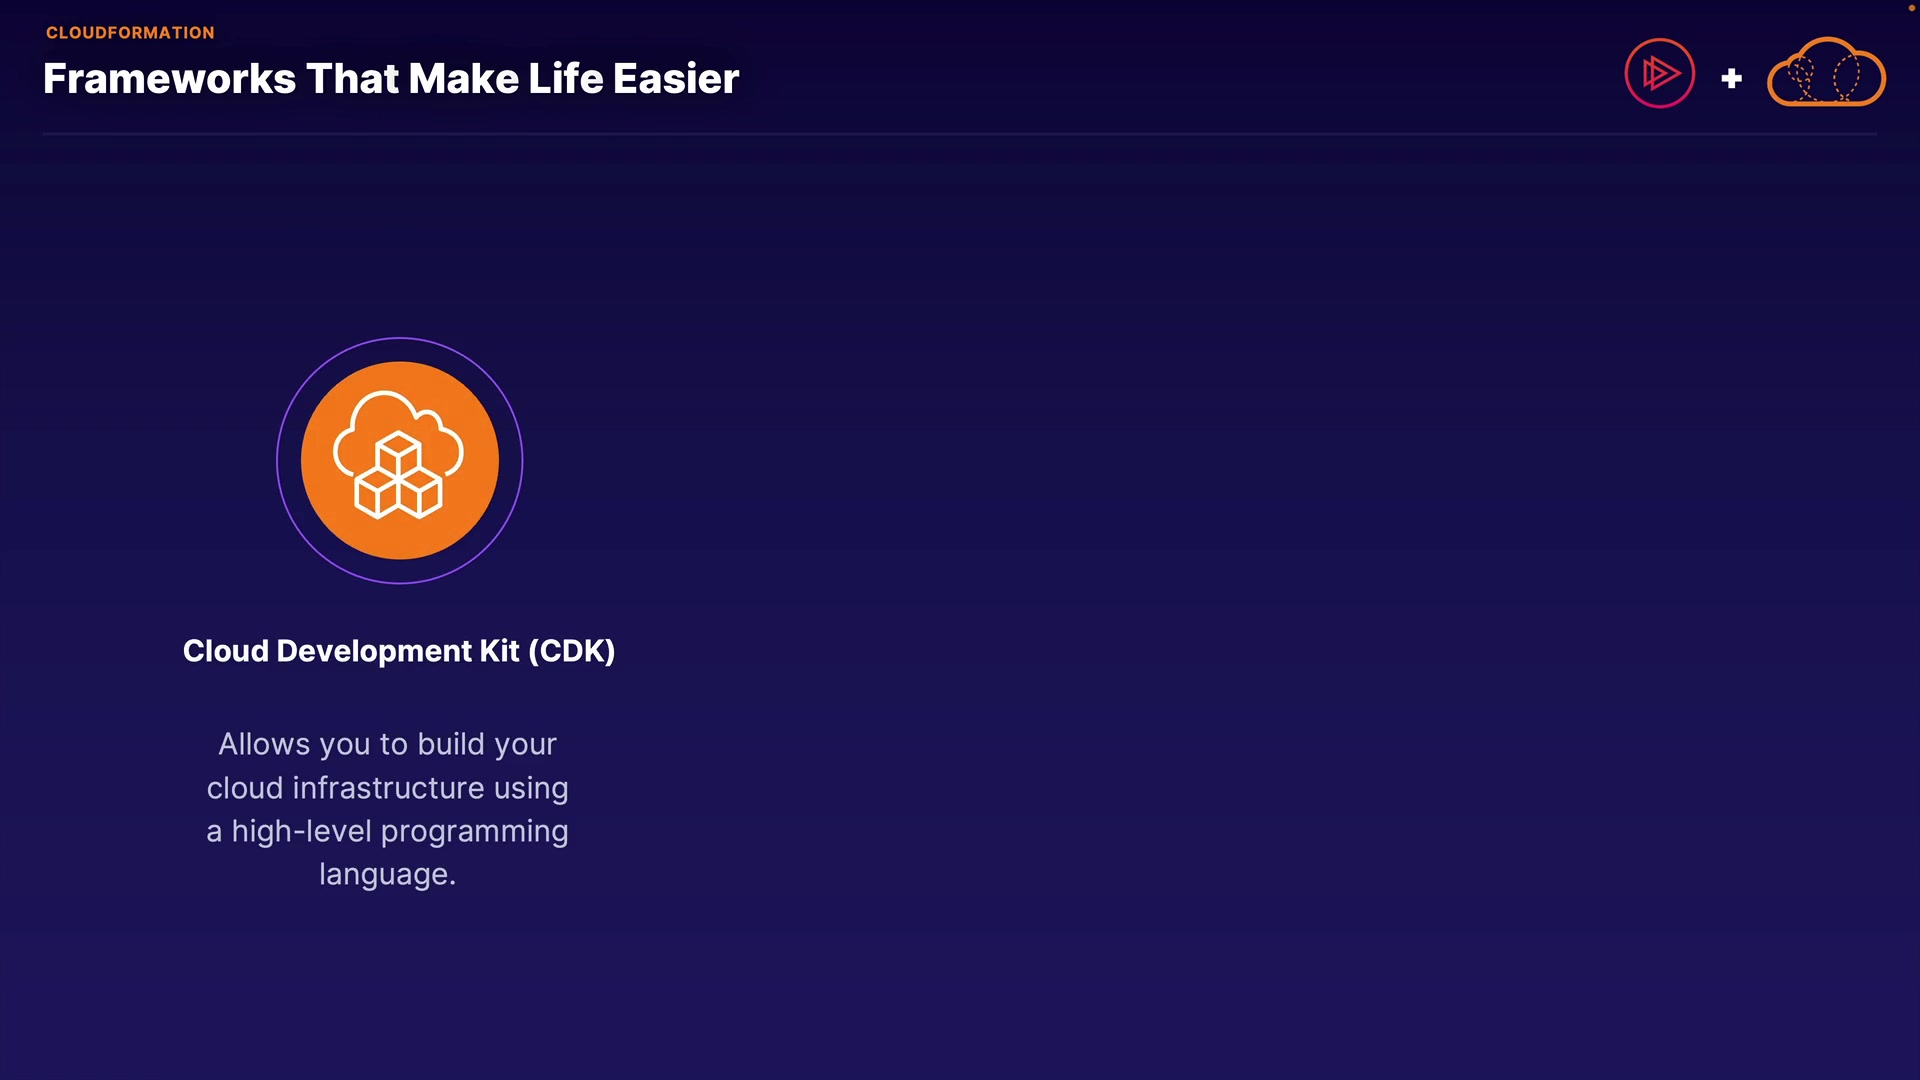 CLOUDFORMATION
Frameworks That Make Life Easier
+
Cloud Development Kit (CDK)
Allows you to build your
cloud infrastructure using
a high-level programming
language.